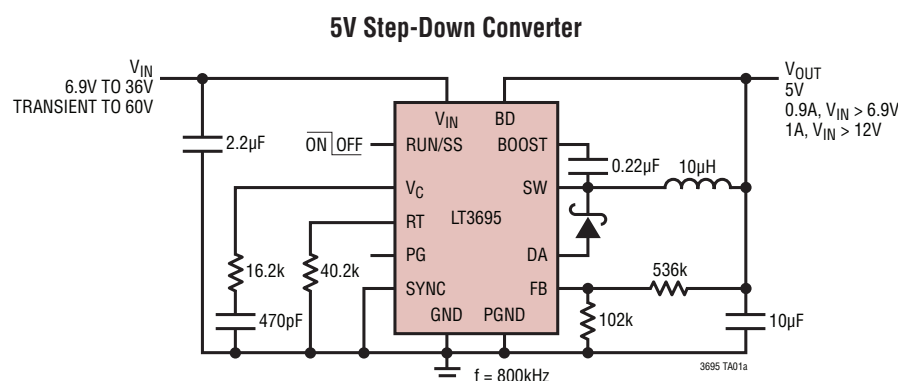 5V Step-Down Converter
VIN
6.9V TO 36V
TRANSIENT TO 60V
VOUT
5V
0.9A, VIN > 6.9V
1A, VIN > 12V
VIN
BD
2.2µF
ON OFF
RUN/SS
BOOST
0.22µF
10µH
VC
SW
RT
LT3695
PG
DA
16.2k
40.2k
536k
SYNC
FB
470pF
GND
PGND
102k
10µF
3695 TA01a
f = 800kHz